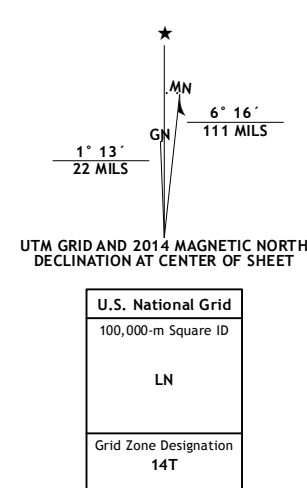 ★
MN
GN
6° 16´
111 MILS
1° 13´
22 MILS
UTM GRID AND 2014 MAGNETIC NORTH
DECLINATION AT CENTER OF SHEET
U.S. National Grid
100,000-m Square ID
LN
Grid Zone Designation
14T